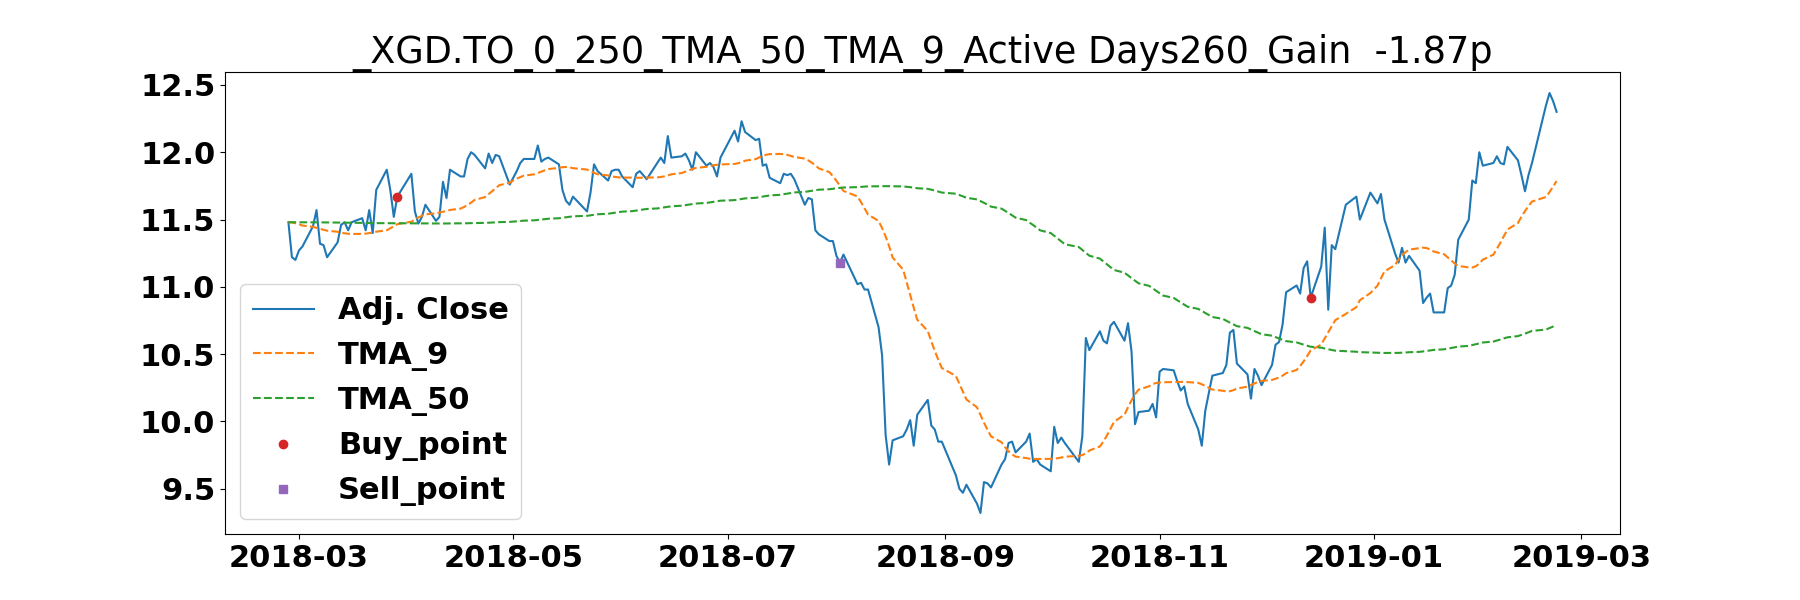 _XGD.TO_0_250_TMA_50_TMA_9_Active Days260_Gain  -1.87p
12.5
12.0
11.5
11.0
10.5
10.0
9.5
Adj. Close
TMA_9
TMA_50
Buy_point
Sell_point
2018-03 2018-05 2018-07 2018-09 2018-11 2019-01 2019-03